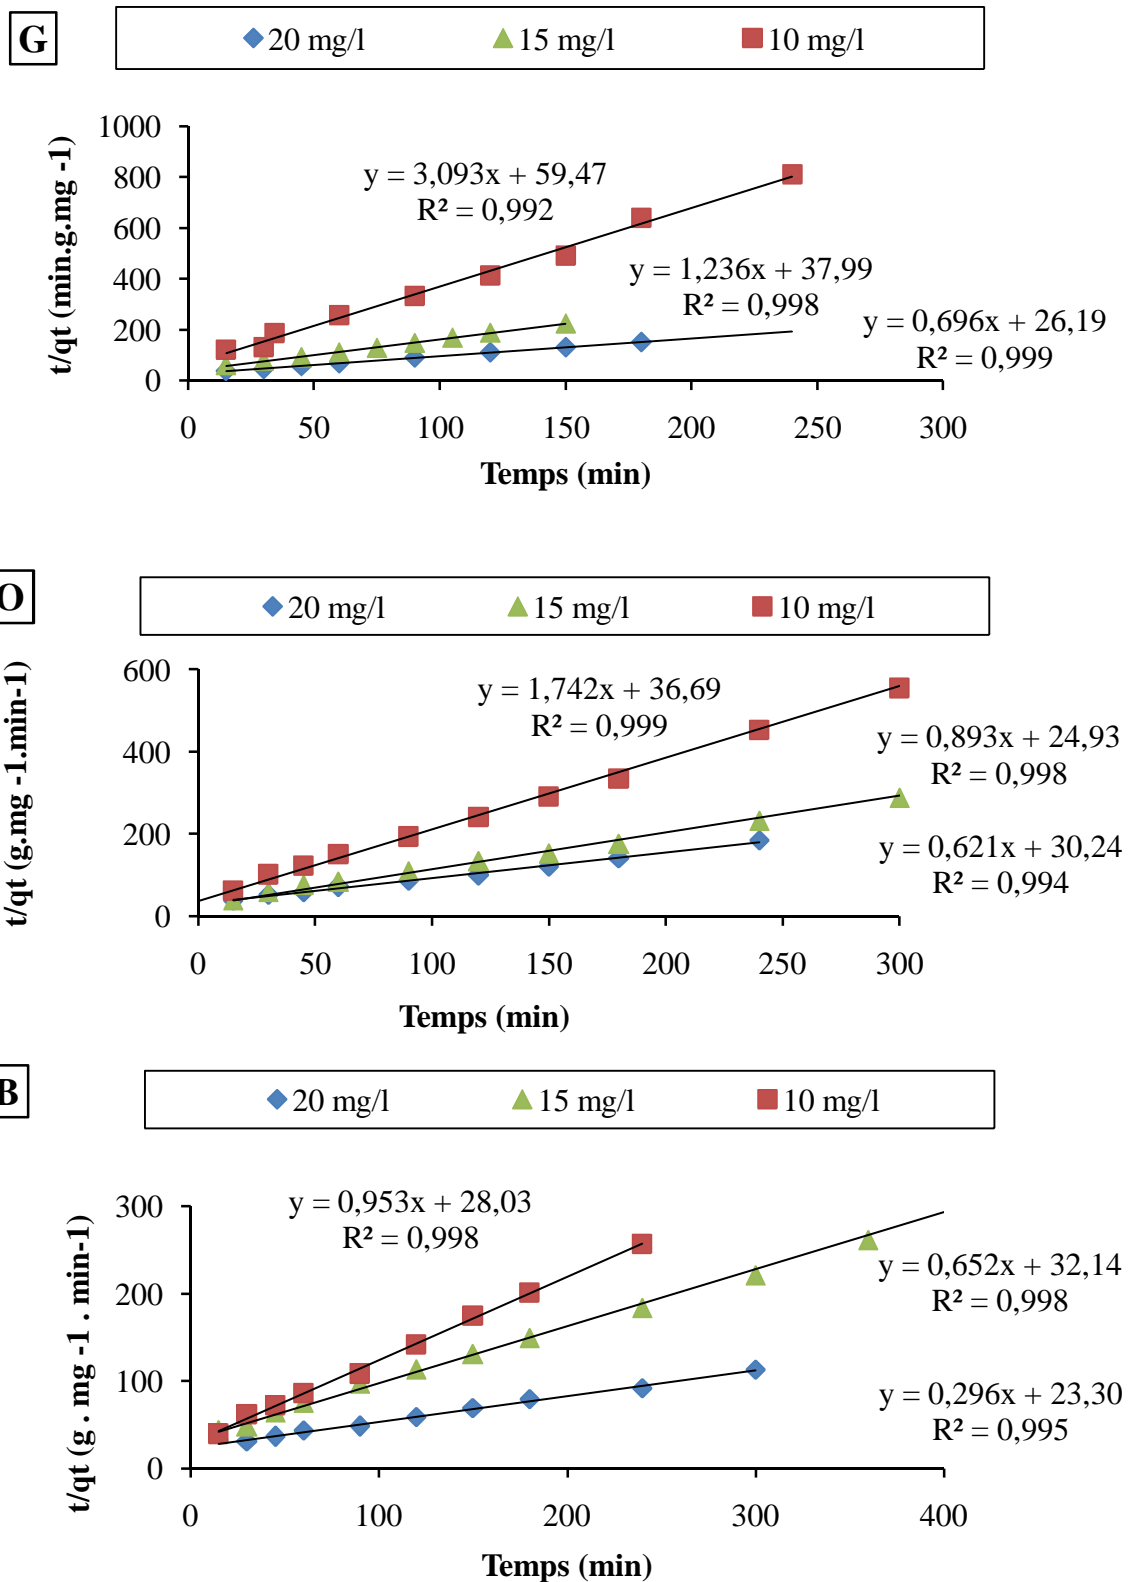 G
20 mg/l 15 mg/l 10 mg/l
t/qt (min.g.mg -1)
1000
800
600
400
200
0
y = 3,093x + 59,47
R² = 0,992
y = 1,236x + 37,99
R² = 0,998
y = 0,696x + 26,19
R² = 0,999
0 50 100 150 200 250 300
Temps (min)
O
20 mg/l 15 mg/l 10 mg/l
t/qt (g.mg -1.min-1)
600
400
200
0
y = 1,742x + 36,69
R² = 0,999
y = 0,893x + 24,93
R² = 0,998
y = 0,621x + 30,24
R² = 0,994
0 50 100 150 200 250 300
Temps (min)
B
20 mg/l 15 mg/l 10 mg/l
t/qt (g . mg -1 . min-1)
300
200
100
0
y = 0,953x + 28,03
R² = 0,998
y = 0,652x + 32,14
R² = 0,998
y = 0,296x + 23,30
R² = 0,995
0 100 200 300 400
Temps (min)